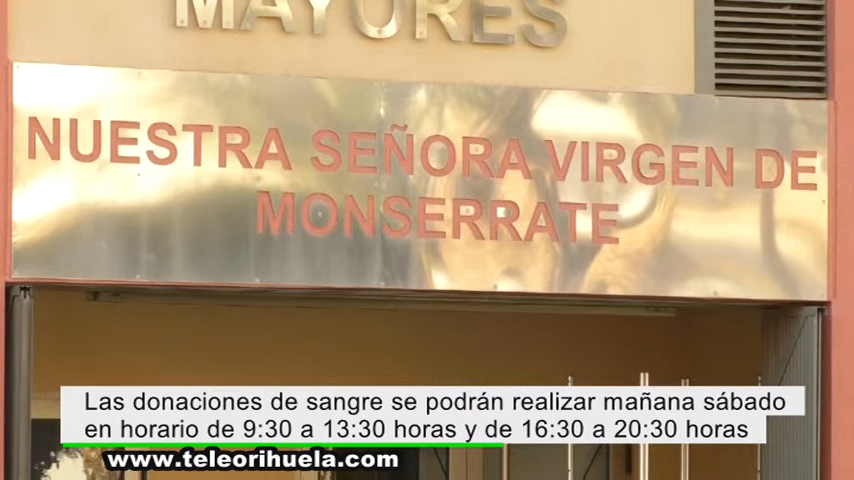 MAYORES
NUESTRA SEÑORA VIRGEN DE
MONSERRATE
Las donaciones de sangre se podrán realizar mañana sábado
en horario de 9:30 a 13:30 horas y de 16:30 a 20:30 horas
www.teleorihuela.com